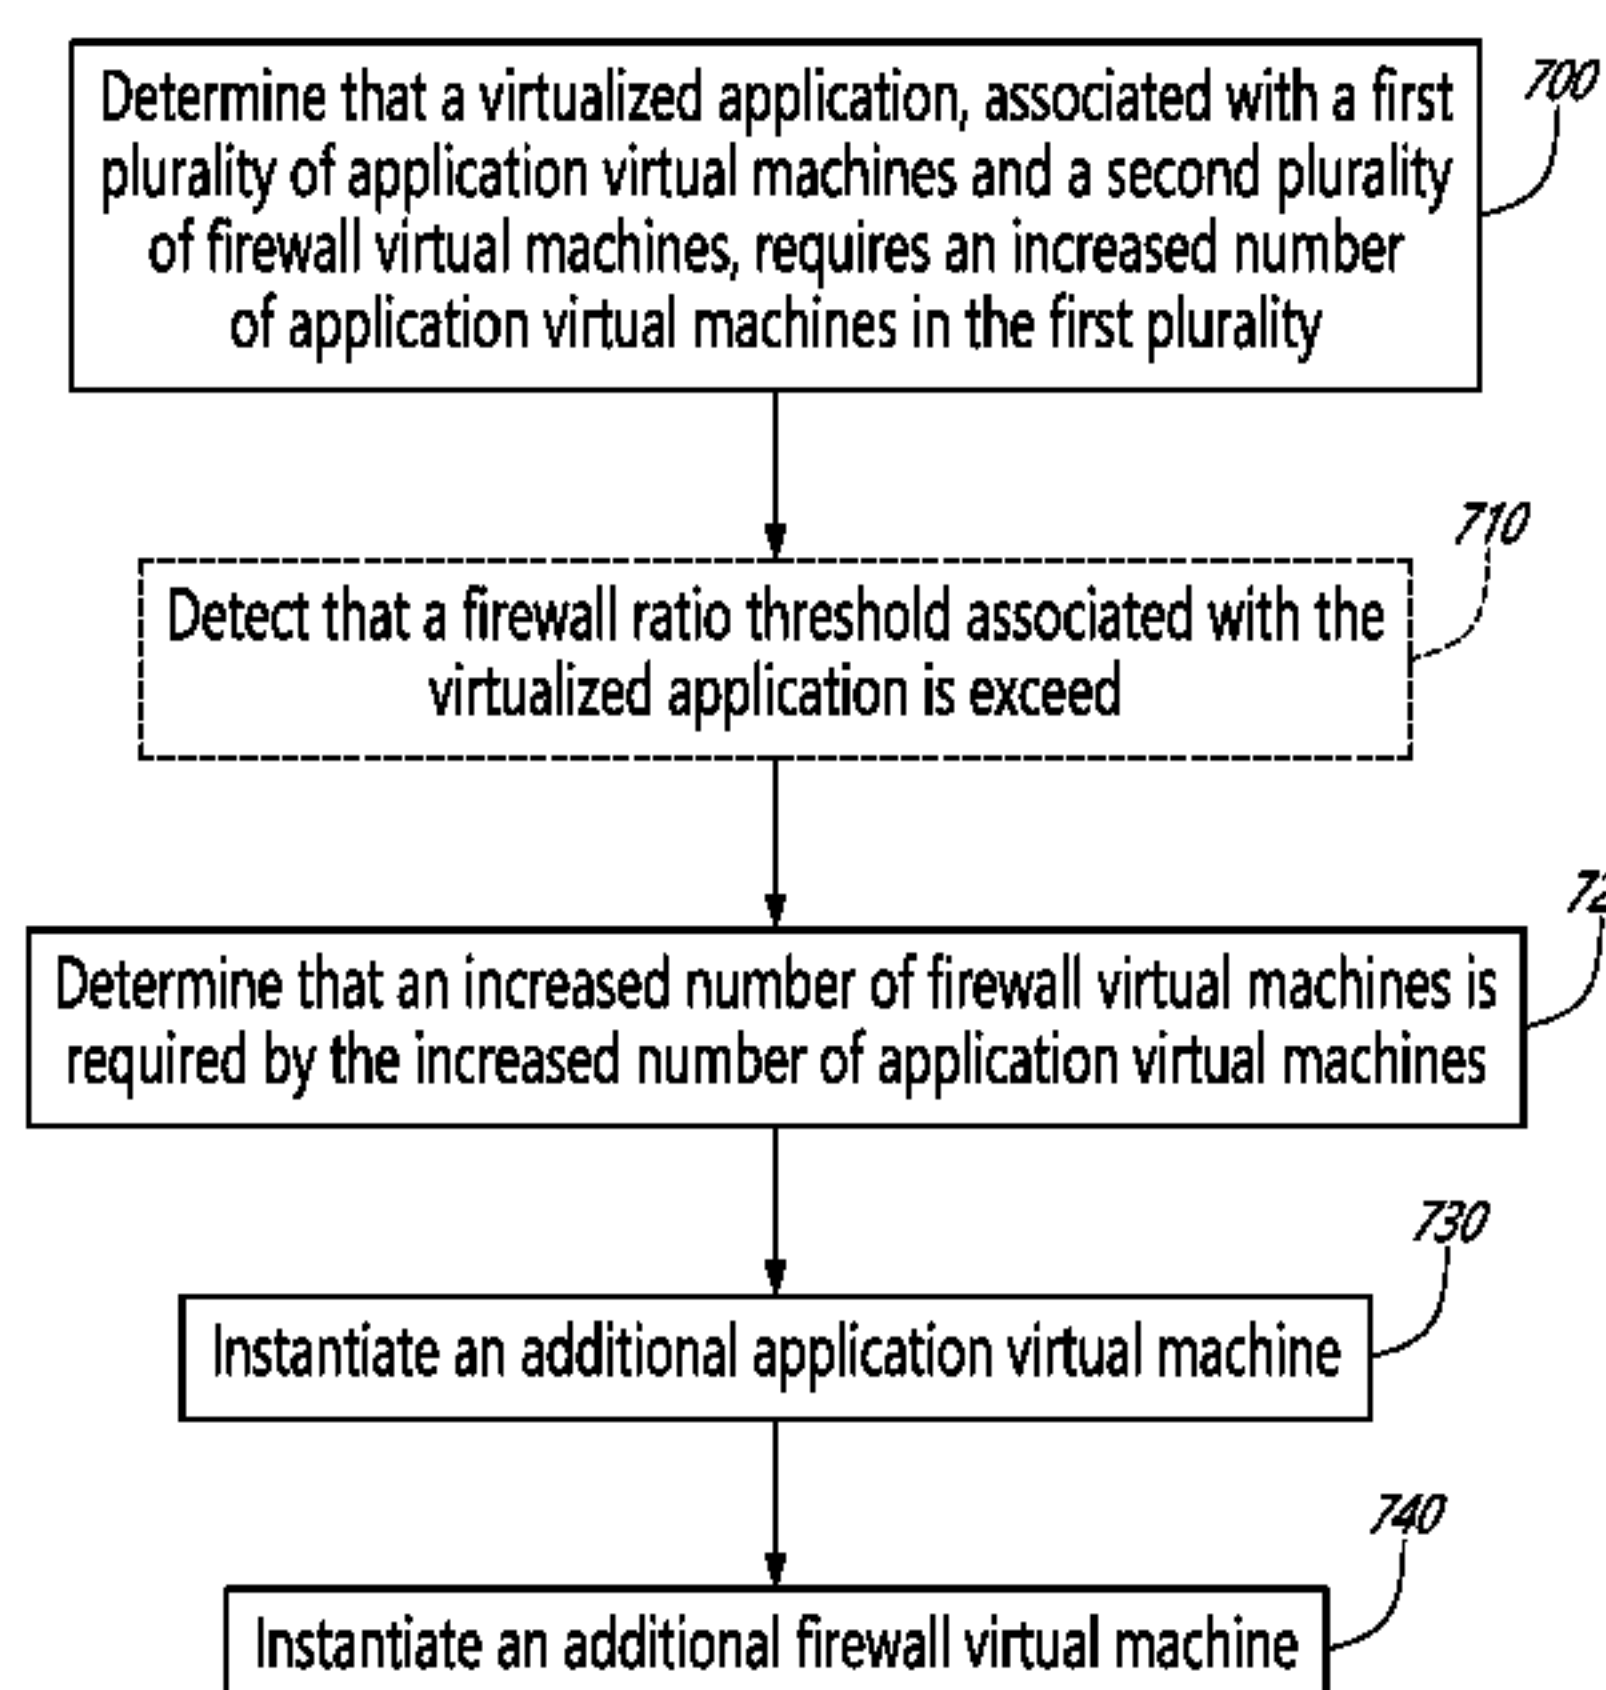 700
Determine that a virtualized application, associated with a first
plurality of application virtual machines and a second plurality
of firewall virtual machines, requires an increased number
of application virtual machines in the first plurality
710
Detect that a firewall ratio threshold associated with the
virtualized application is exceed
Determine that an increased number of firewall virtual machines is
required by the increased number of application virtual machines
730
Instantiate an additional application virtual machine
740
Instantiate an additional firewall virtual machine